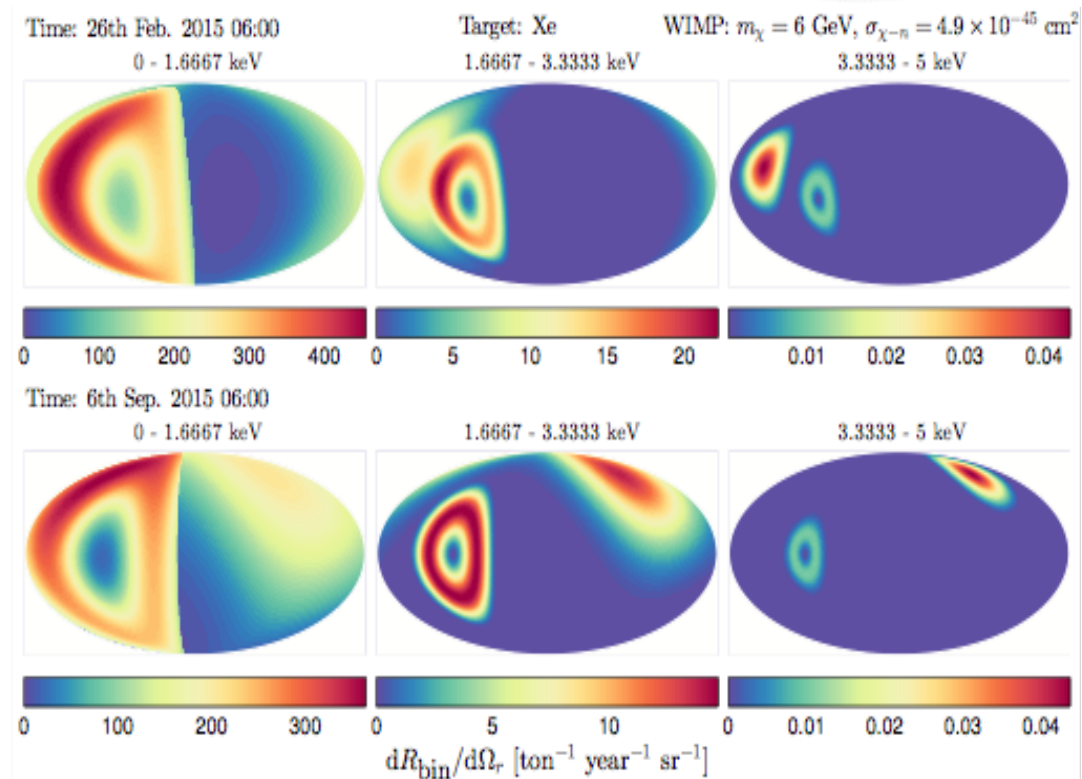 Time: 26th Feb. 2015 06:00 Target: Xe WIMP: mχ = 6 GeV, σχ−n = 4.9 × 10⁻⁴⁵ cm²
0 - 1.6667 keV 1.6667 - 3.3333 keV 3.3333 - 5 keV
0 100 200 300 400 0 5 10 15 20 0.01 0.02 0.03 0.04
Time: 6th Sep. 2015 06:00
0 - 1.6667 keV 1.6667 - 3.3333 keV 3.3333 - 5 keV
0 100 200 300 0 5 10 0 0.01 0.02 0.03 0.04
dRbin/dΩr [ton⁻¹ year⁻¹ sr⁻¹]